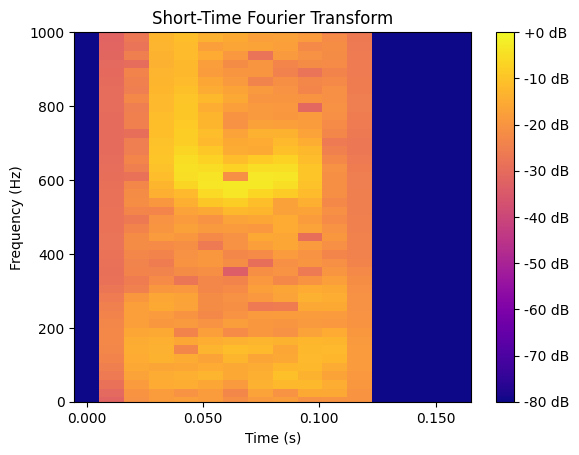 Short-Time Fourier Transform
Frequency (Hz)
1000
800
600
400
200
0
0.000
0.050
0.100
0.150
Time (s)
+0 dB
-10 dB
-20 dB
-30 dB
-40 dB
-50 dB
-60 dB
-70 dB
-80 dB